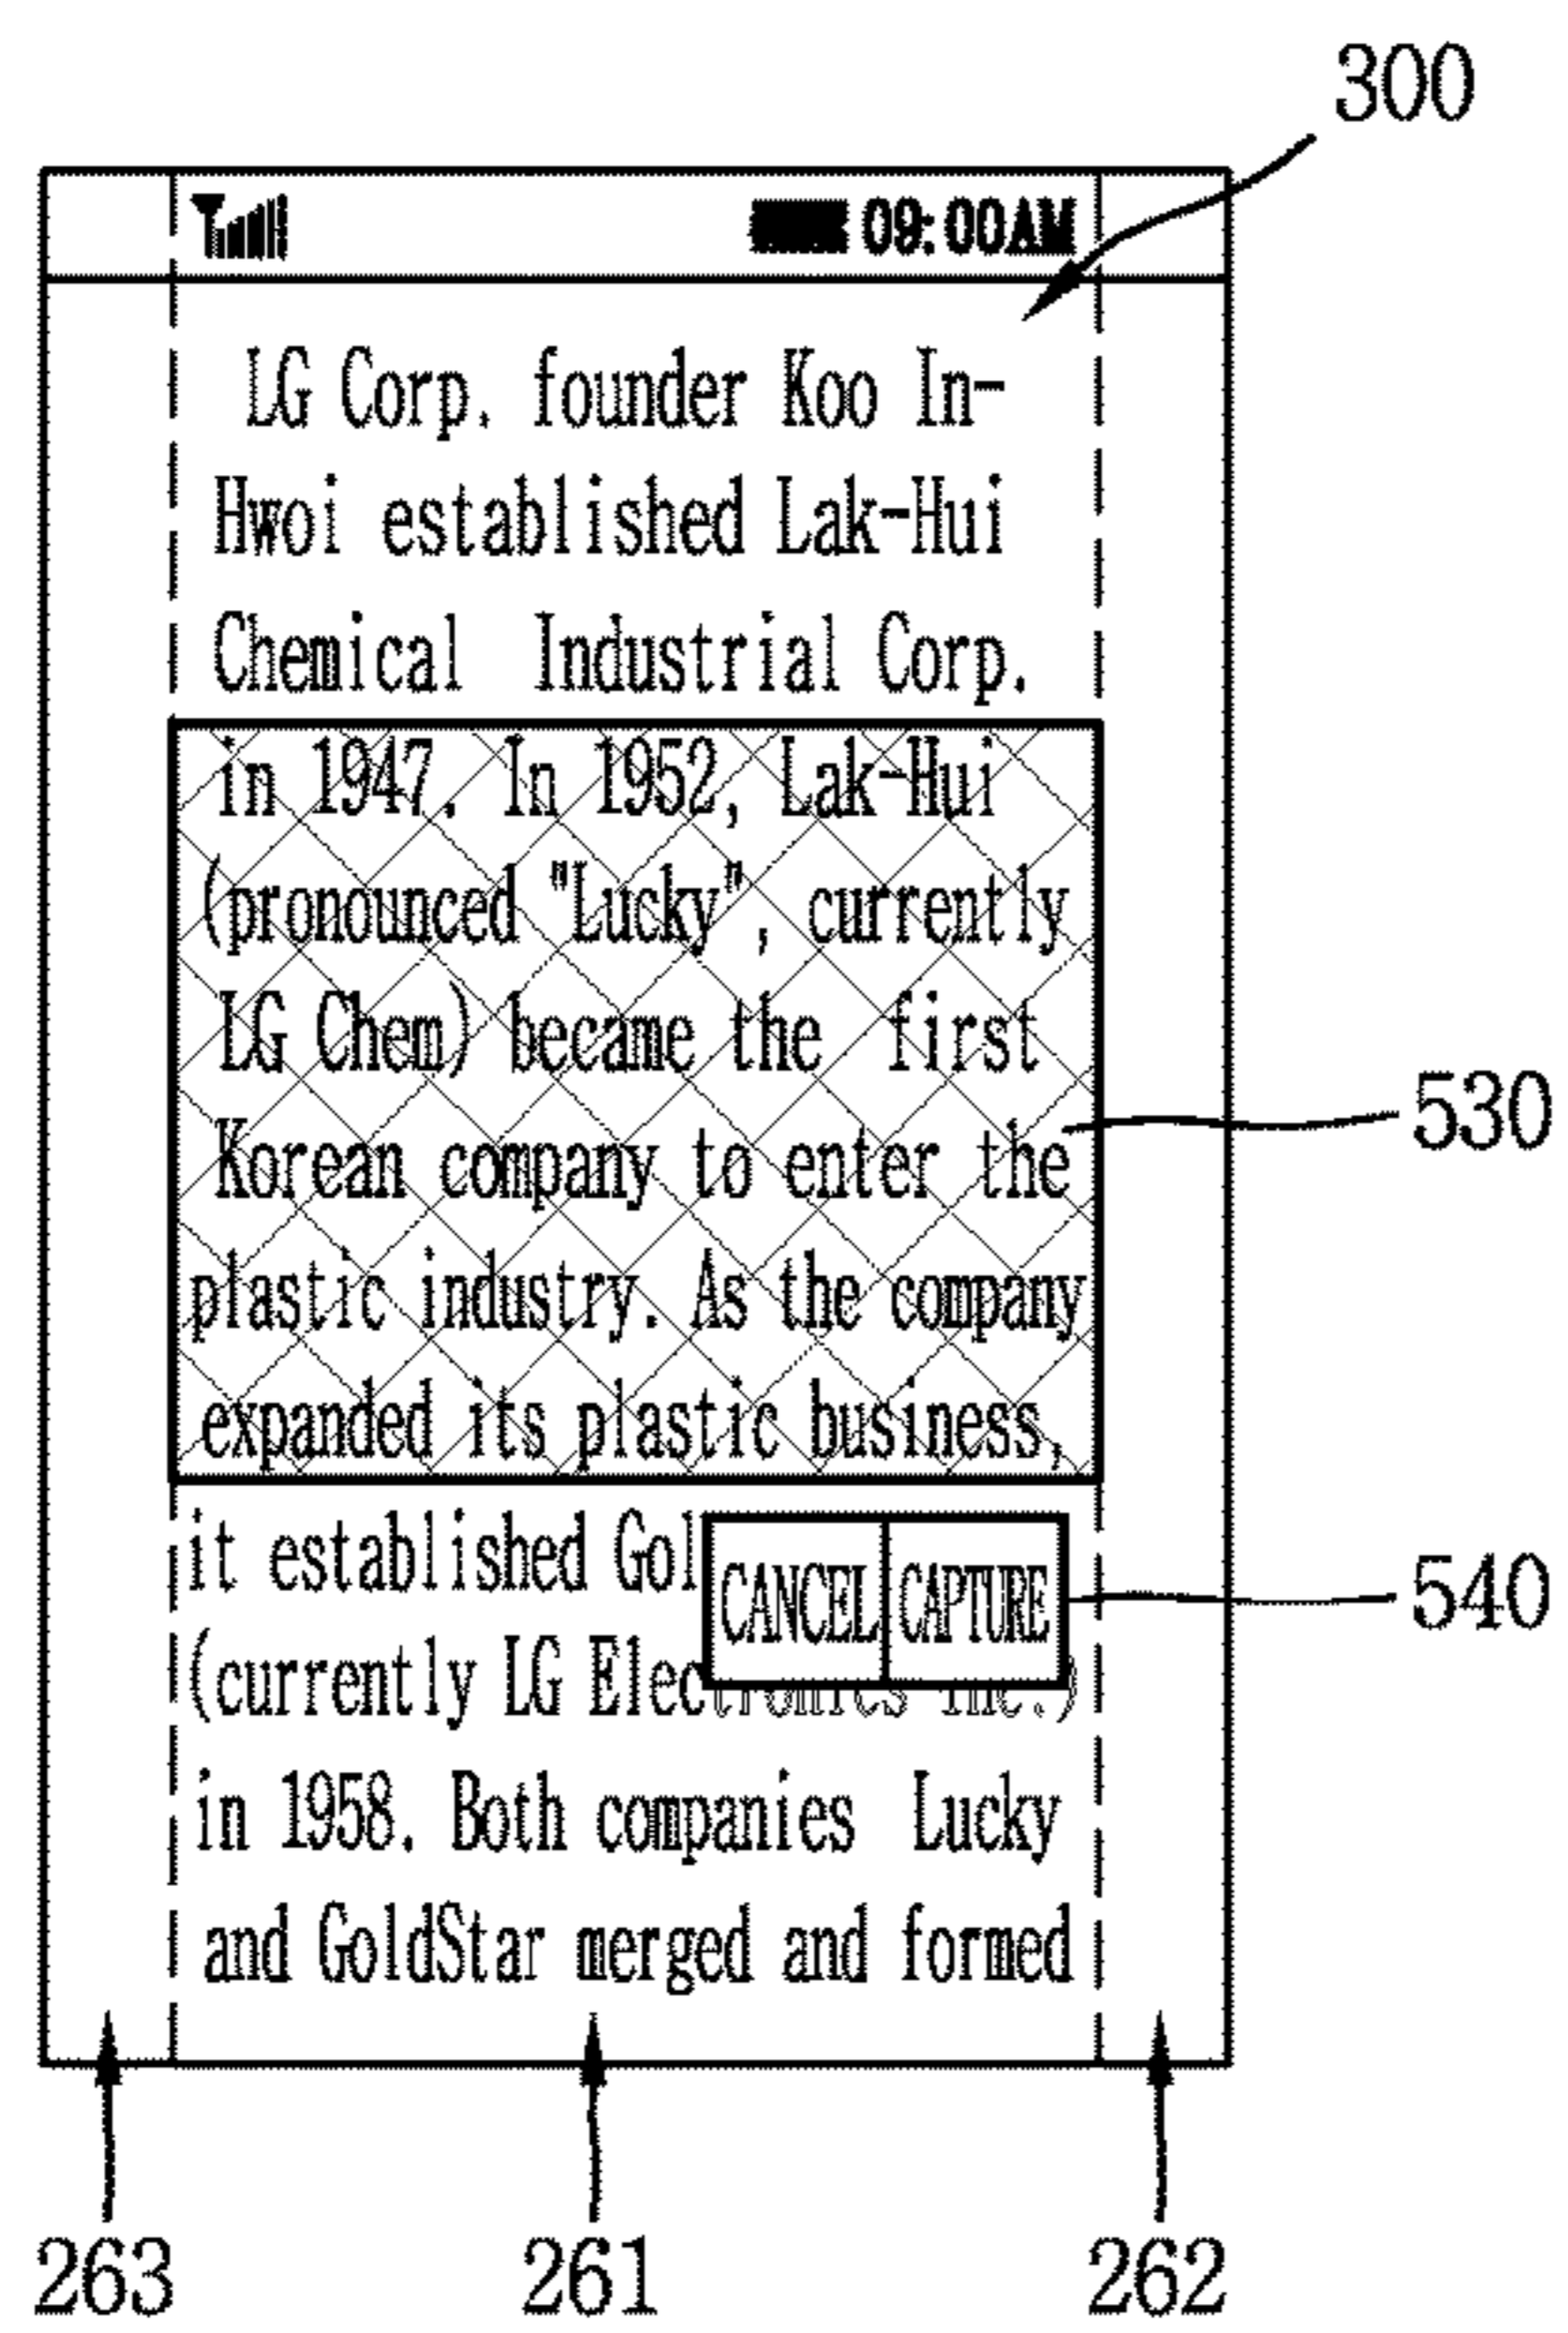 300
09:00AM
LG Corp. founder Koo In-
Hwoi established Lak-Hui
Chemical Industrial Corp.
in 1947. In 1952, Lak-Hui
(pronounced "Lucky", currently
LG Chem) became the first
Korean company to enter the
530
plastic industry. As the company
expanded its plastic business,
it established Gol
CANCEL CAPTURE
540
(currently LG Electronics Inc.)
in 1958. Both companies Lucky
and GoldStar merged and formed
263 261 262